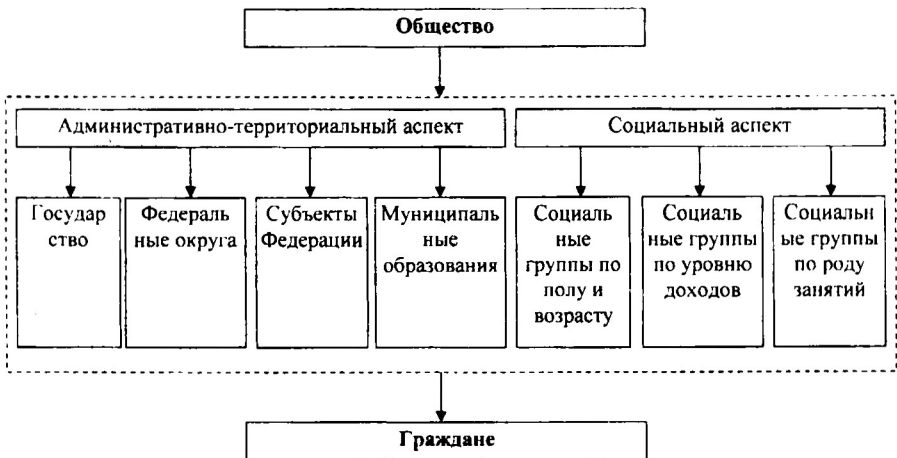 Общество
Административно-территориальный аспект
Социальный аспект
Государ
ство
Федераль
ные округа
Субъекты
Федерации
Муниципаль
ные
образования
Социаль
ные
группы по
полу и
возрасту
Социаль
ные группы
по уровню
доходов
Социальн
ые группы
по роду
занятий
Граждане